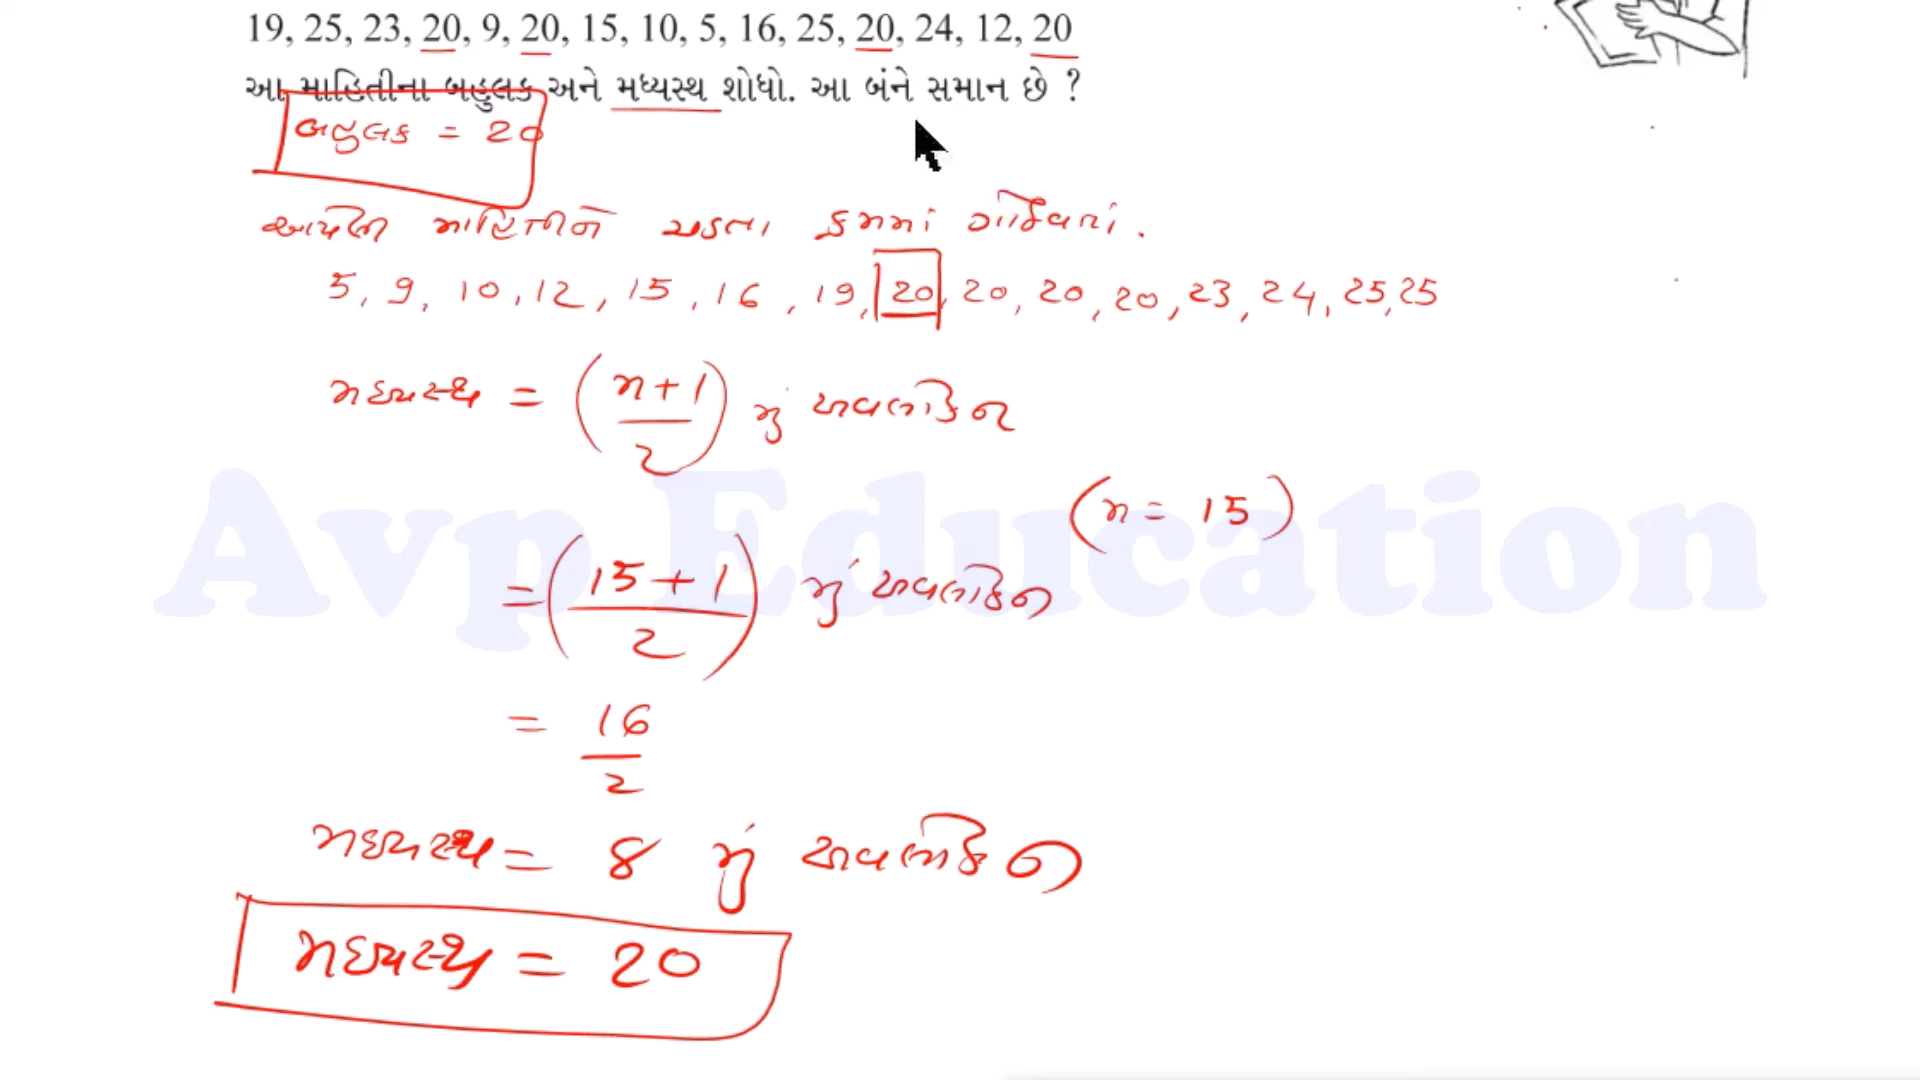 19, 25, 23, 20, 9, 20, 15, 10, 5, 16, 25, 20, 24, 12, 20
આ માહિતીના બહુલક અને મધ્યસ્થ શોધો. આ બંને સમાન છે ?
બહુલક = 20
આપેલી માહિતીને ચડતા ક્રમમાં ગોઠવતાં.
5, 9, 10, 12, 15, 16, 19, 20, 20, 20, 20, 23, 24, 25, 25
મધ્યસ્થ = (n+1/2) મું અવલોકન
(n = 15)
= (15+1/2) મું અવલોકન
= 16/2
મધ્યસ્થ = 8 મું અવલોકન
મધ્યસ્થ = 20
Avp Education